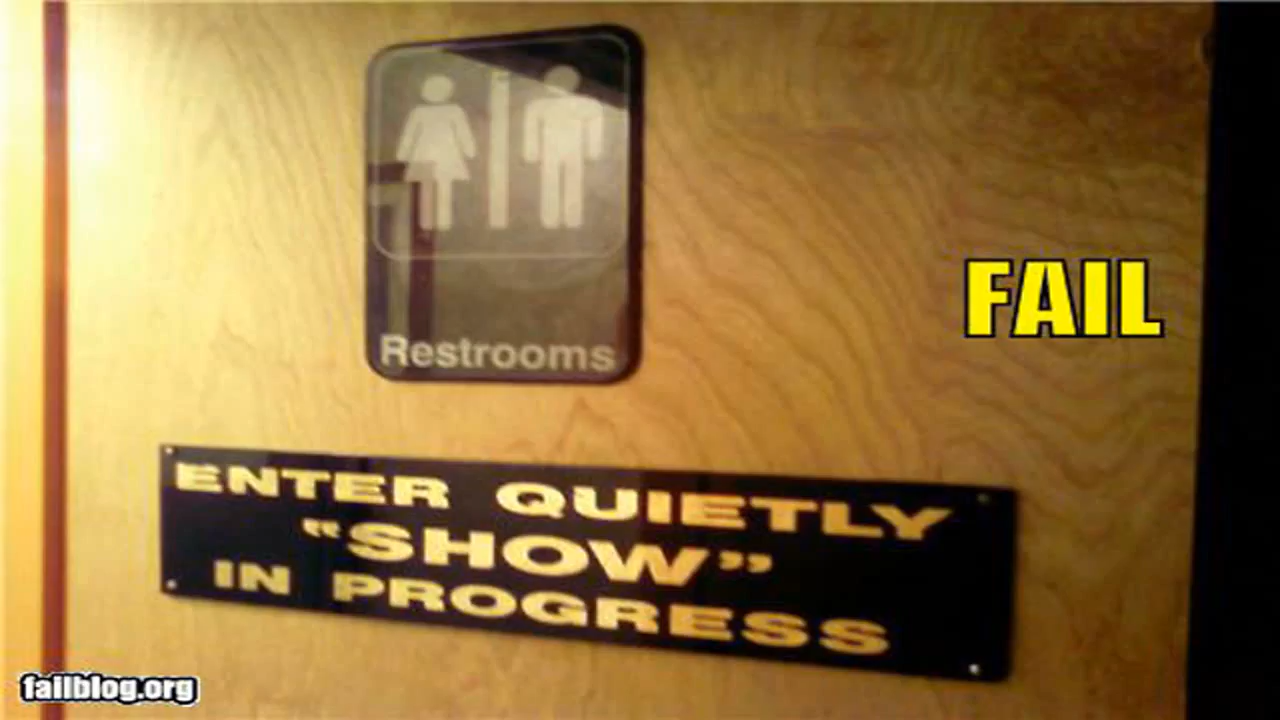 Restrooms
FAIL
ENTER QUIETLY
“SHOW”
IN PROGRESS
failblog.org